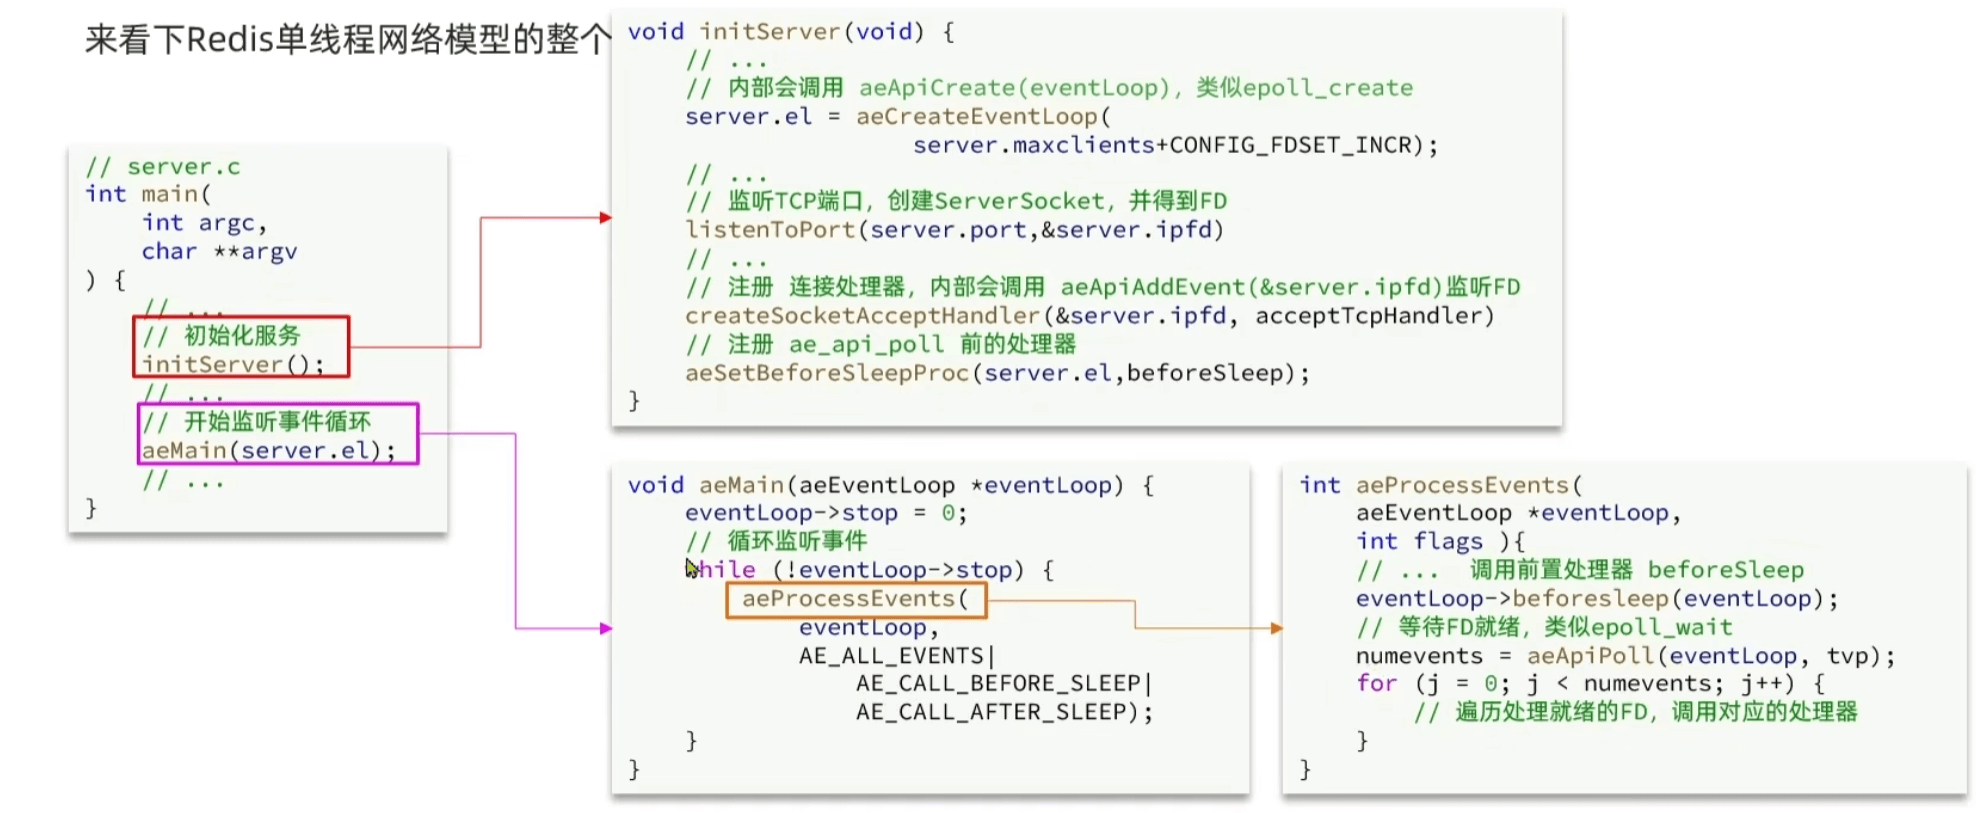 来看下Redis单线程网络模型的整个
// server.c
int main(
int argc,
char **argv
) {
// ...
// 初始化服务
initServer();
// ...
// 开始监听事件循环
aeMain(server.el);
// ...
}
void initServer(void) {
// ...
// 内部会调用 aeApiCreate(eventLoop)，类似epoll_create
server.el = aeCreateEventLoop(
server.maxclients+CONFIG_FDSET_INCR);
// ...
// 监听TCP端口，创建ServerSocket，并得到FD
listenToPort(server.port,&server.ipfd)
// ...
// 注册 连接处理器，内部会调用 aeApiAddEvent(&server.ipfd)监听FD
createSocketAcceptHandler(&server.ipfd, acceptTcpHandler)
// 注册 ae_api_poll 前的处理器
aeSetBeforeSleepProc(server.el,beforeSleep);
}
void aeMain(aeEventLoop *eventLoop) {
eventLoop->stop = 0;
// 循环监听事件
while (!eventLoop->stop) {
aeProcessEvents(
eventLoop,
AE_ALL_EVENTS|
AE_CALL_BEFORE_SLEEP|
AE_CALL_AFTER_SLEEP);
}
}
int aeProcessEvents(
aeEventLoop *eventLoop,
int flags ){
// ... 调用前置处理器 beforeSleep
eventLoop->beforesleep(eventLoop);
// 等待FD就绪，类似epoll_wait
numevents = aeApiPoll(eventLoop, tvp);
for (j = 0; j < numevents; j++) {
// 遍历处理就绪的FD，调用对应的处理器
}
}